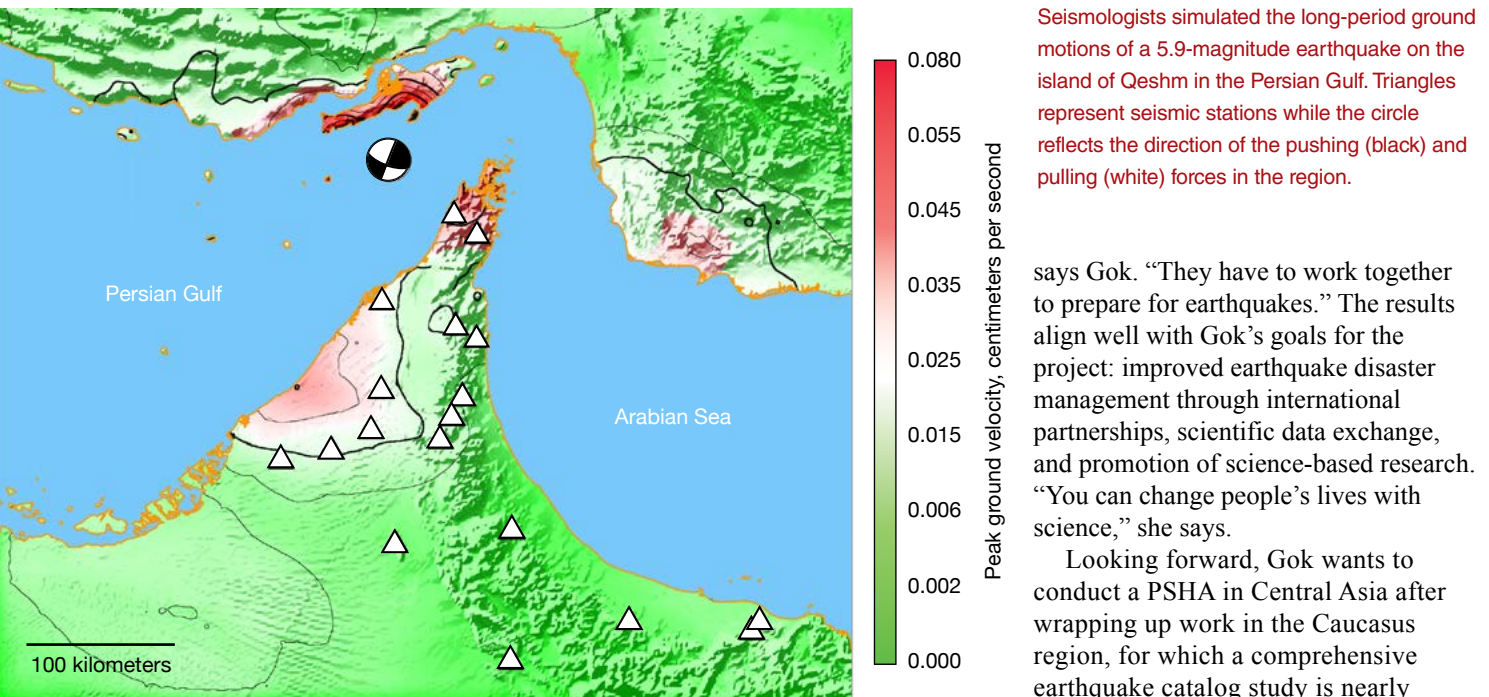 Persian Gulf
Arabian Sea
100 kilometers
0.080
0.055
0.045
0.035
0.025
0.015
0.006
0.002
0.000
Peak ground velocity, centimeters per second
Seismologists simulated the long-period ground
motions of a 5.9-magnitude earthquake on the
island of Qeshm in the Persian Gulf. Triangles
represent seismic stations while the circle
reflects the direction of the pushing (black) and
pulling (white) forces in the region.
says Gok. “They have to work together
to prepare for earthquakes.” The results
align well with Gok’s goals for the
project: improved earthquake disaster
management through international
partnerships, scientific data exchange,
and promotion of science-based research.
“You can change people’s lives with
science,” she says.
Looking forward, Gok wants to
conduct a PSHA in Central Asia after
wrapping up work in the Caucasus
region, for which a comprehensive
earthquake catalog study is nearly